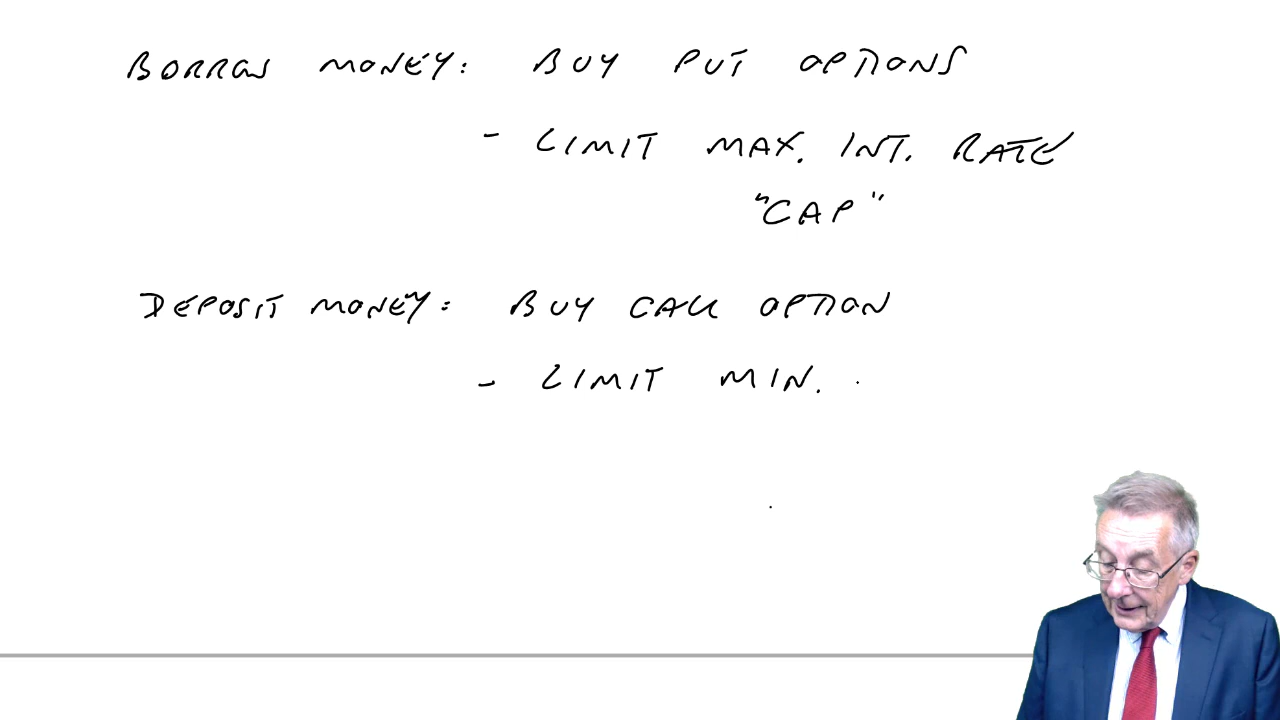 BORROW MONEY: BUY PUT OPTIONS
- LIMIT MAX. INT. RATE
"CAP"
DEPOSIT MONEY: BUY CALL OPTION
- LIMIT MIN.